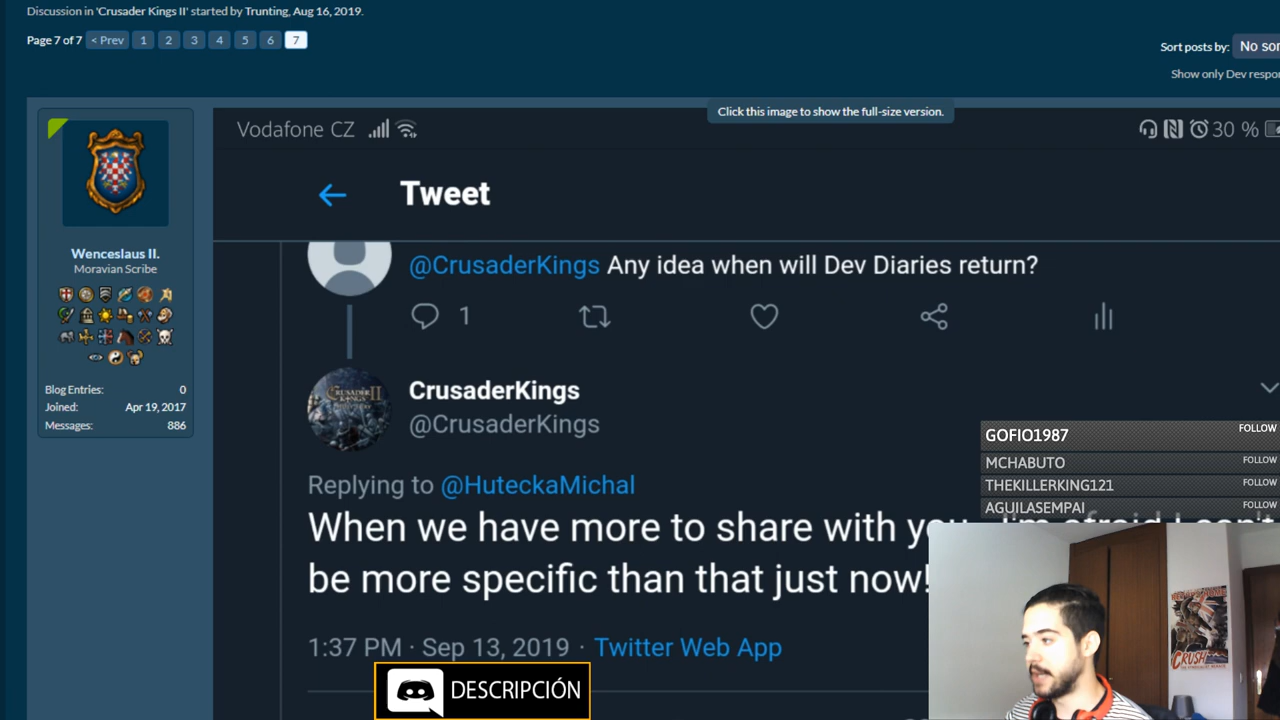 Discussion in 'Crusader Kings II' started by Trunting, Aug 16, 2019.
Page 7 of 7 < Prev 1 2 3 4 5 6 7
Sort posts by: No
Show only Dev
Click this image to show the full-size version.
Vodafone CZ 30 %
Tweet
@CrusaderKings Any idea when will Dev Diaries return?
1
Wenceslaus II.
Moravian Scribe
Blog Entries: 0
Joined: Apr 19, 2017
Messages: 886
CrusaderKings
@CrusaderKings
Replying to @HuteckaMichal
When we have more to share with
be more specific than that just now!
1:37 PM · Sep 13, 2019 · Twitter Web App
GOFIO1987 FOLLOW
MCHABUTO FOLLOW
THEKILLERKING121 FOLLOW
AGUILASEMPAI FOLLOW
DESCRIPCIÓN
CRUSH